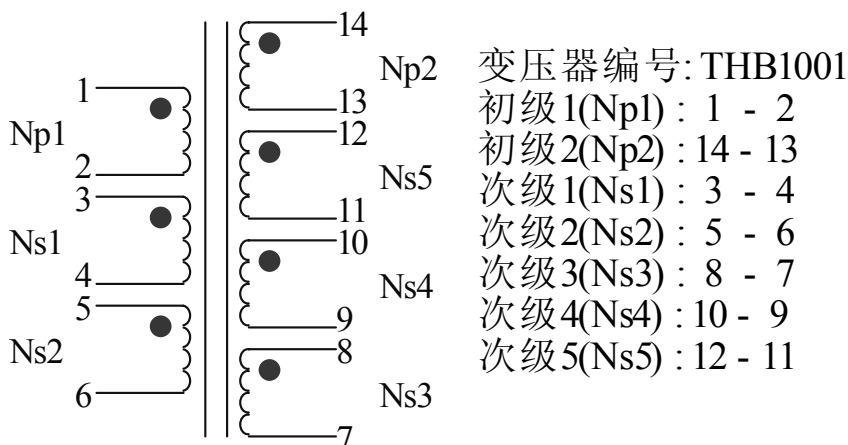 1
2
Np1
3
4
Ns1
5
6
Ns2
14
13
Np2
12
11
Ns5
10
9
Ns4
8
7
Ns3
变压器编号: THB1001
初级1(Np1) : 1 - 2
初级2(Np2) : 14 - 13
次级1(Ns1) : 3 - 4
次级2(Ns2) : 5 - 6
次级3(Ns3) : 8 - 7
次级4(Ns4) : 10 - 9
次级5(Ns5) : 12 - 11